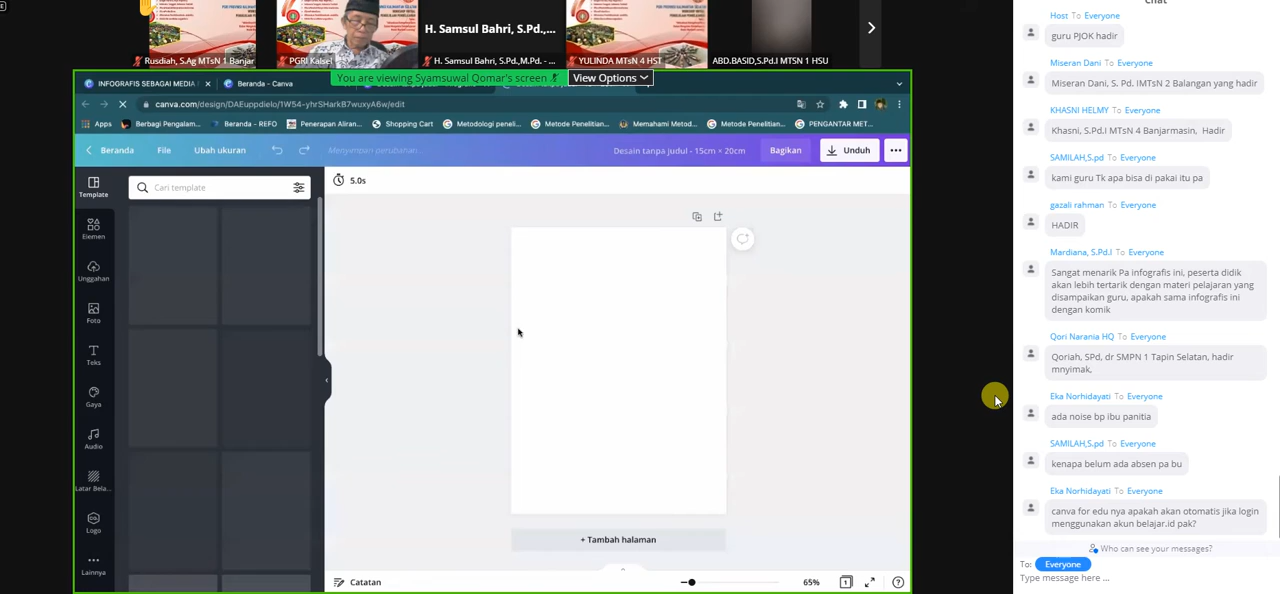 Rusdiah, S.Ag MTsN 1 Banjar
PGRI Kalsel
H. Samsul Bahri, S.Pd.,...
H. Samsul Bahri, S.Pd.,M.Pd. - ...
YULINDA MTsN 4 HST
ABD.BASID,S.Pd.I MTSN 1 HSU
You are viewing Syamsuwal Qomar's screen
View Options
INFOGRAFIS SEBAGAI MEDIA
Beranda - Canva
canva.com/design/DAEuppdielo/1W54-yhrSHarkB7wuxyA6w/edit
Apps
Berbagi Pengalam...
Beranda - REFO
Penerapan Aliran...
Shopping Cart
Metodologi peneli...
Metode Penelitian...
Memahami Metod...
Metode Penelitian...
PENGANTAR MET...
Beranda
File
Ubah ukuran
Menyimpan perubahan...
Desain tanpa judul - 15cm × 20cm
Bagikan
Unduh
Template
Cari template
5.0s
Elemen
Unggahan
Foto
Teks
Gaya
Audio
Latar Bela...
Logo
Lainnya
+ Tambah halaman
Catatan
65%
1
Chat
Host To Everyone
guru PJOK hadir
Miseran Dani To Everyone
Miseran Dani, S. Pd. IMTsN 2 Balangan yang hadir
KHASNI HELMY To Everyone
Khasni, S.Pd.I MTsN 4 Banjarmasin, Hadir
SAMILAH,S.pd To Everyone
kami guru Tk apa bisa di pakai itu pa
gazali rahman To Everyone
HADIR
Mardiana, S.Pd.I To Everyone
Sangat menarik Pa infografis ini, peserta didik
akan lebih tertarik dengan materi pelajaran yang
disampaikan guru, apakah sama infografis ini
dengan komik
Qori Narania HQ To Everyone
Qoriah, SPd, dr SMPN 1 Tapin Selatan, hadir
mnyimak,
Eka Norhidayati To Everyone
ada noise bp ibu panitia
SAMILAH,S.pd To Everyone
kenapa belum ada absen pa bu
Eka Norhidayati To Everyone
canva for edu nya apakah akan otomatis jika login
menggunakan akun belajar.id pak?
Who can see your messages?
To: Everyone
Type message here ...